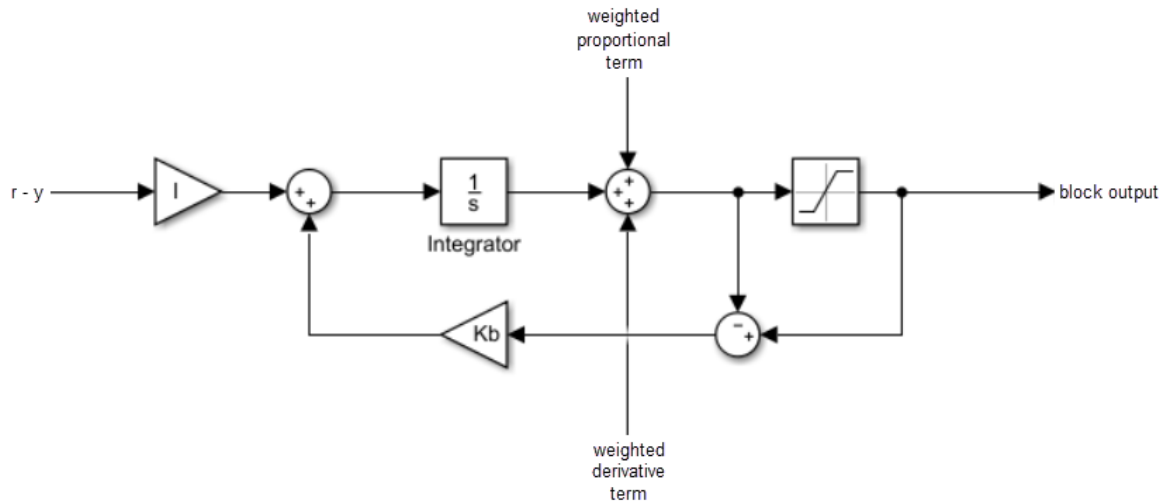 weighted
proportional
term
r - y
I
+
+
1
s
Integrator
+
+
+
block output
Kb
-
+
weighted
derivative
term